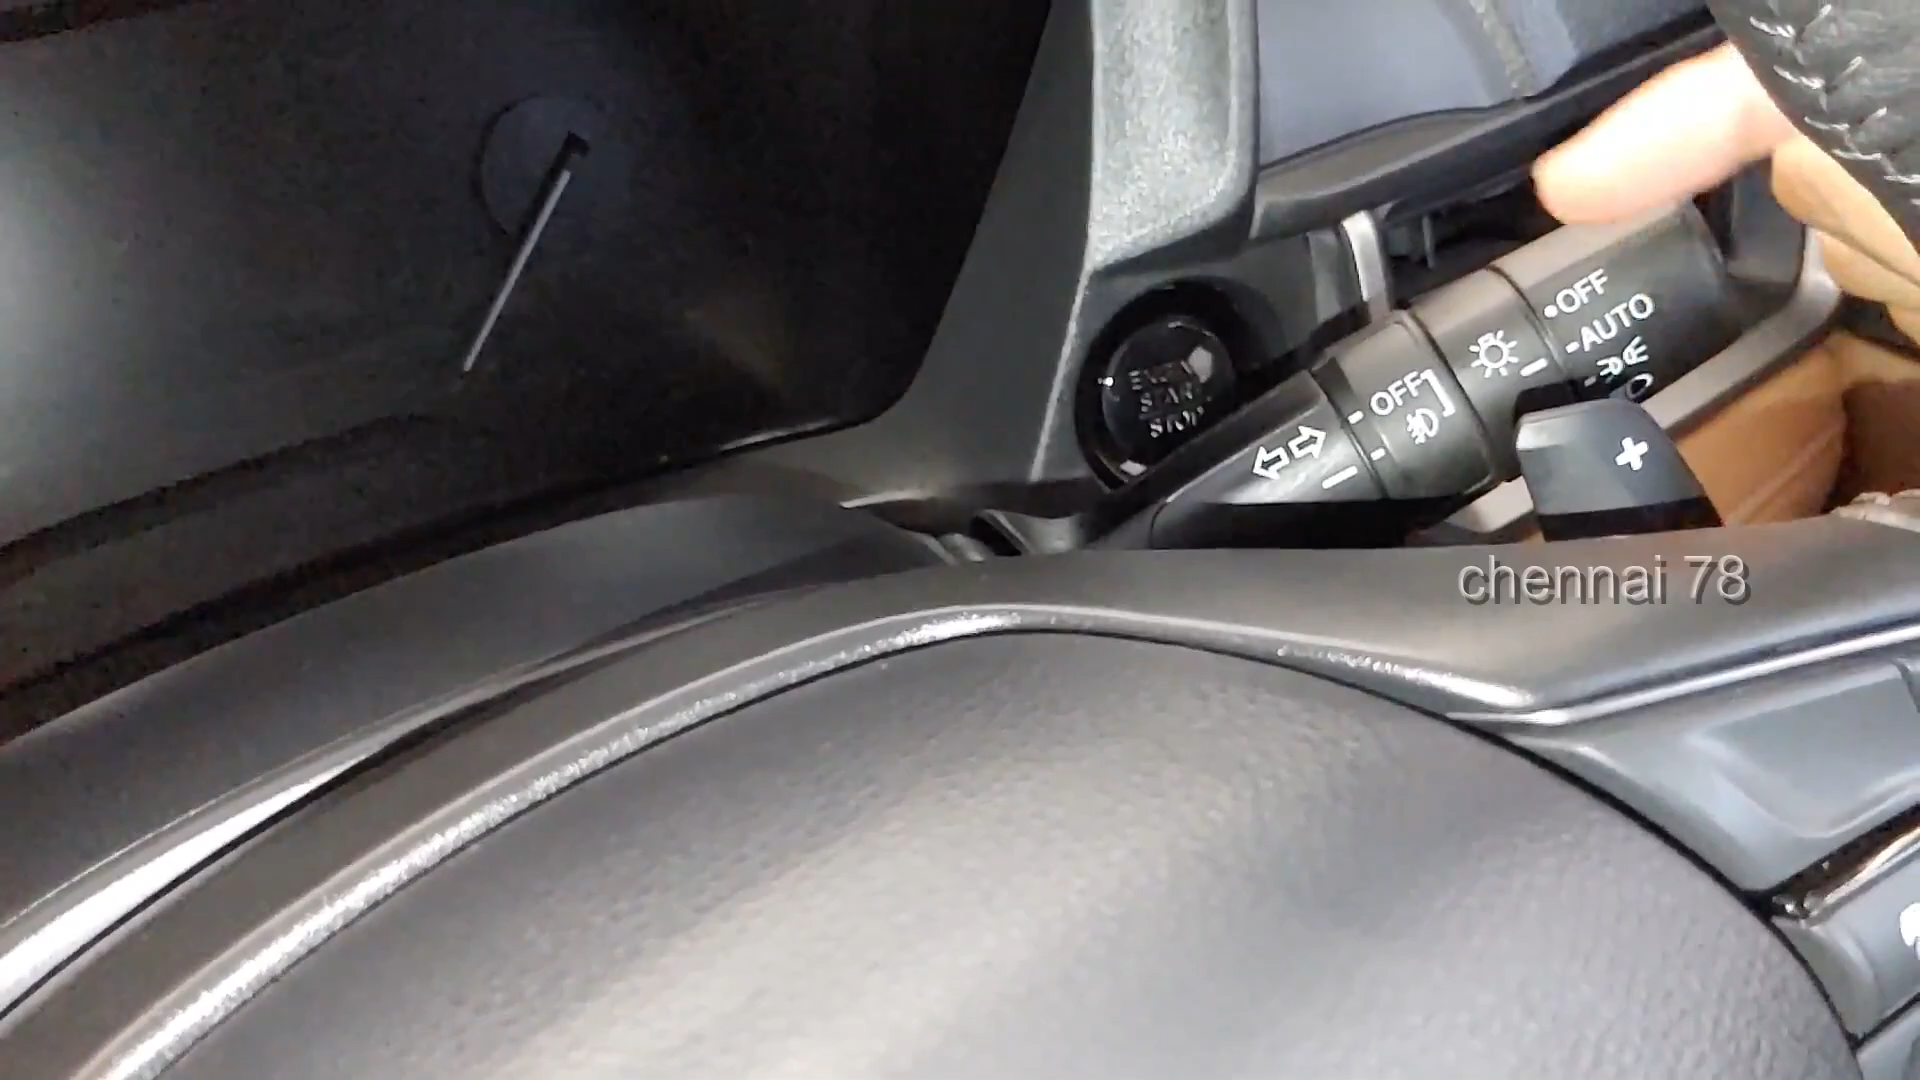 ENGINE
START
STOP
OFF
OFF
AUTO
+
chennai 78